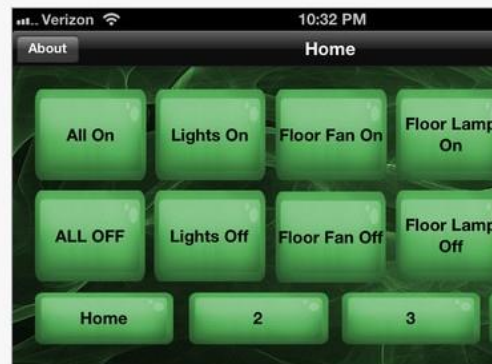 Verizon 10:32 PM
About Home
All On Lights On Floor Fan On Floor Lamp On
ALL OFF Lights Off Floor Fan Off Floor Lamp Off
Home 2 3